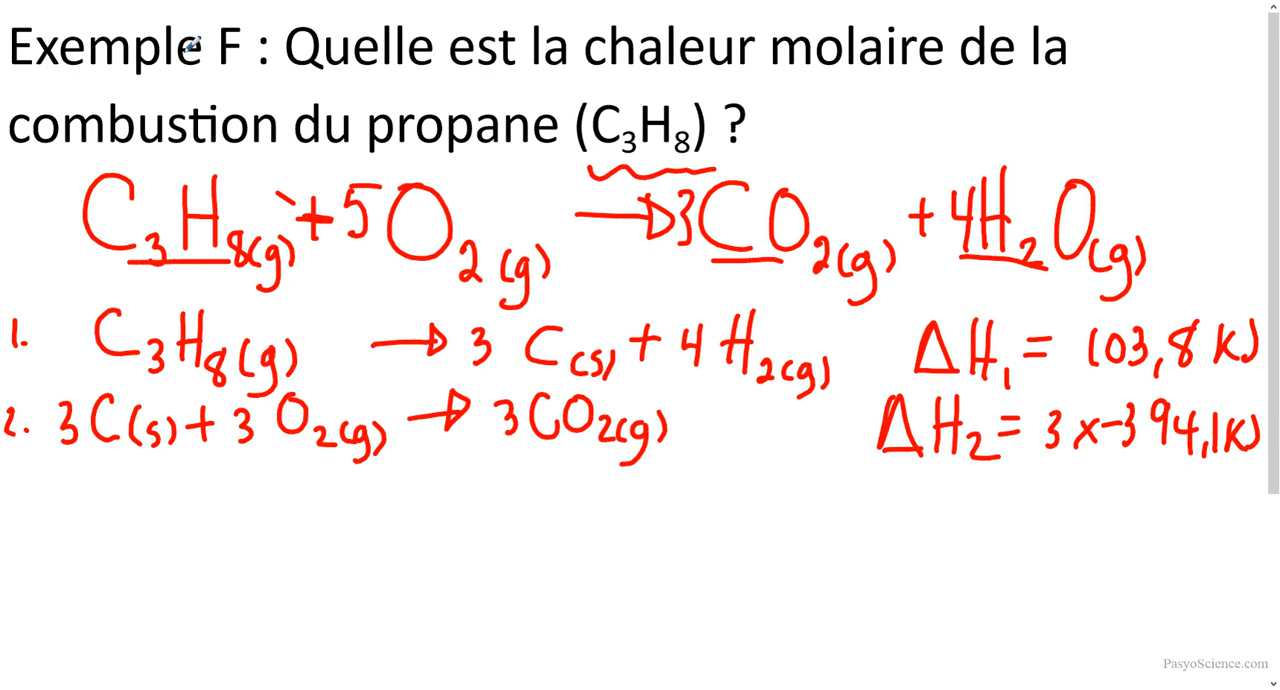 Exemple F : Quelle est la chaleur molaire de la
combustion du propane (C₃H₈) ?
C₃H₈(g) + 5O₂(g) → 3CO₂(g) + 4H₂O(g)
1. C₃H₈(g) → 3 C(s) + 4 H₂(g) ΔH₁ = 103,8 KJ
2. 3C(s) + 3 O₂(g) → 3CO₂(g) ΔH₂ = 3 x -394,1KJ
PasyoScience.com